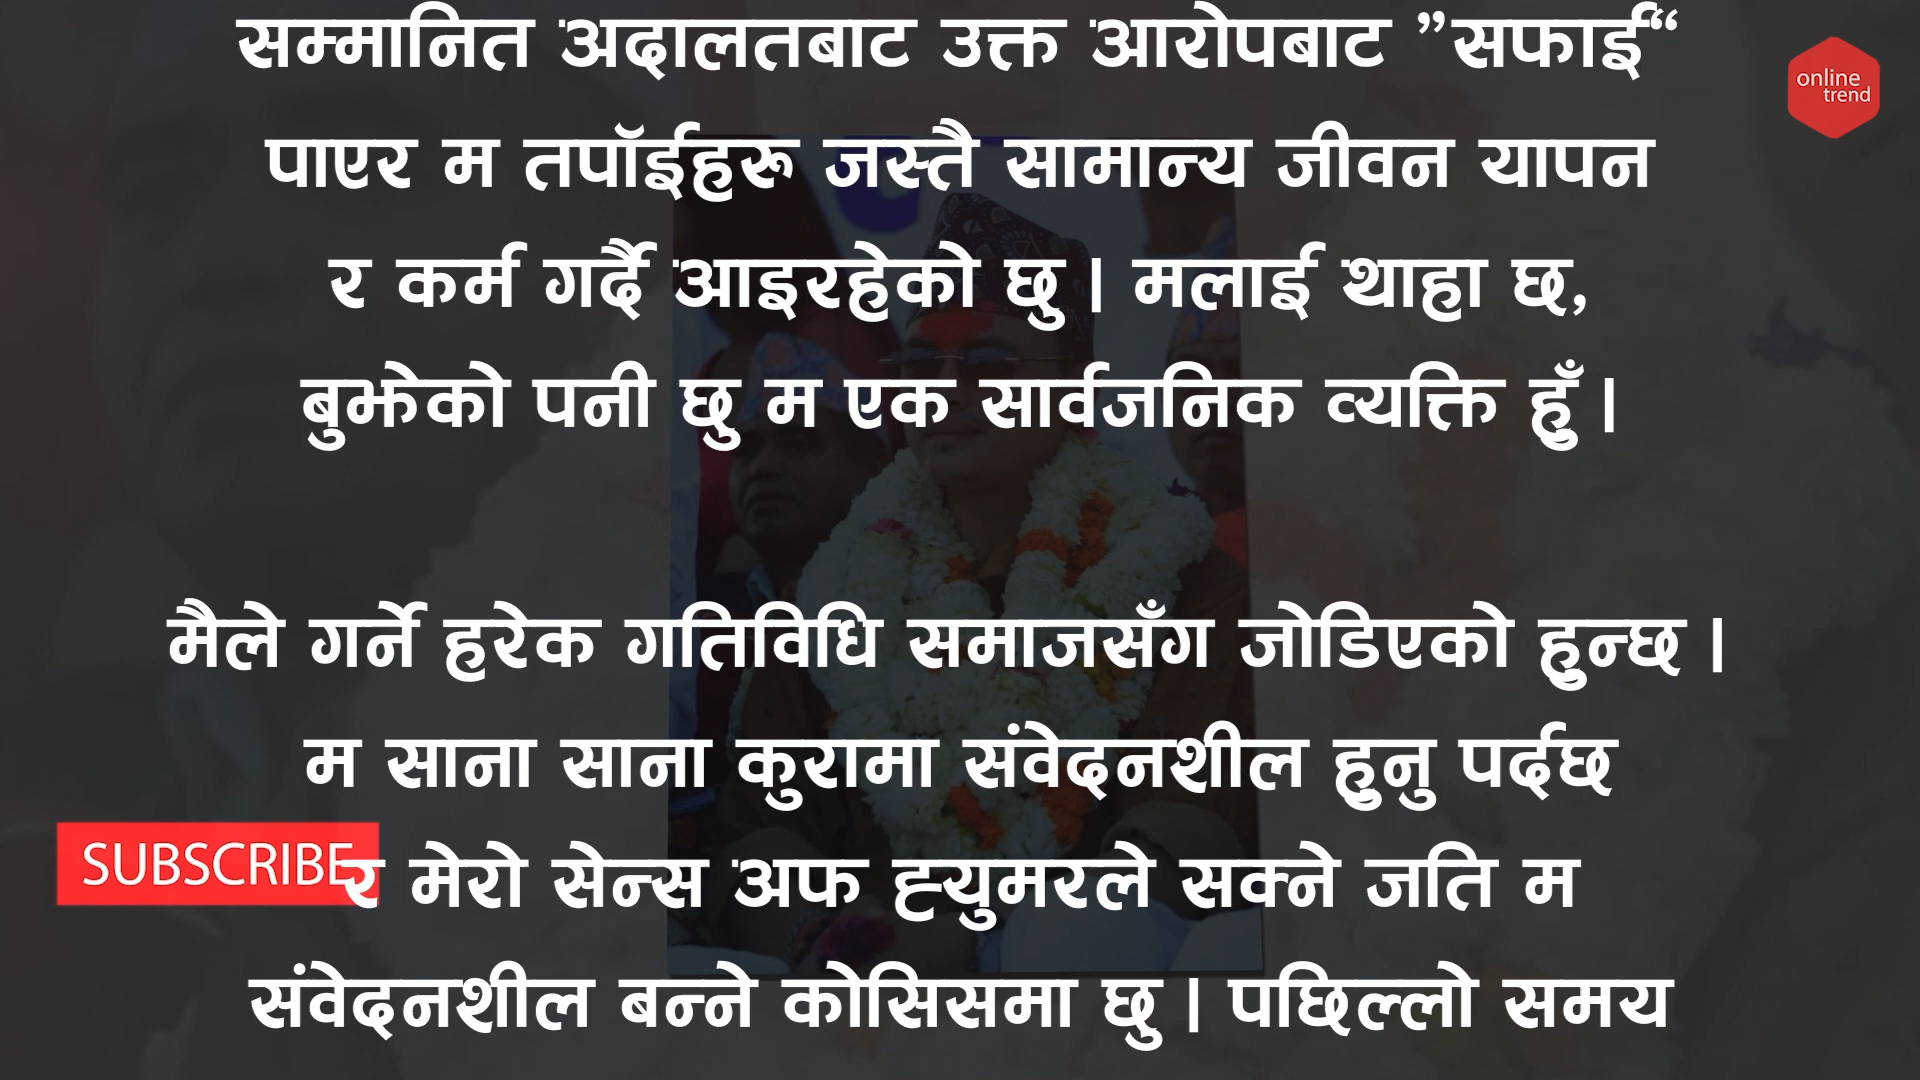 सम्मानित अदालतबाट उक्त आरोपबाट ”सफाई“
online
trend
पाएर म तपॉईहरू जस्तै सामान्य जीवन यापन
र कर्म गर्दै आइरहेको छु । मलाई थाहा छ,
बुझेको पनी छु म एक सार्वजनिक व्यक्ति हुँ ।
मैले गर्ने हरेक गतिविधि समाजसँग जोडिएको हुन्छ ।
म साना साना कुरामा संवेदनशील हुनु पर्दछ
SUBSCRIBE
र मेरो सेन्स अफ ह्युमरले सक्ने जति म
संवेदनशील बन्ने कोसिसमा छु । पछिल्लो समय